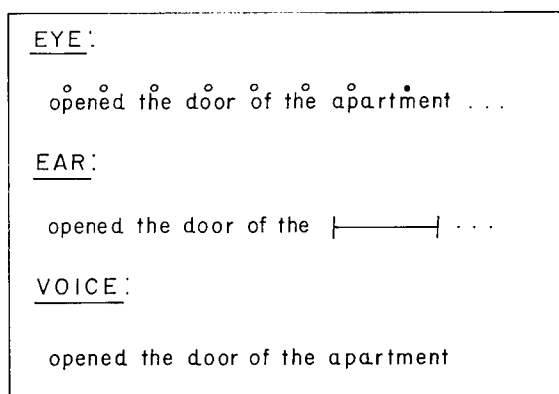 EYE:
opened the door of the apartment ...
EAR:
opened the door of the ...
VOICE:
opened the door of the apartment